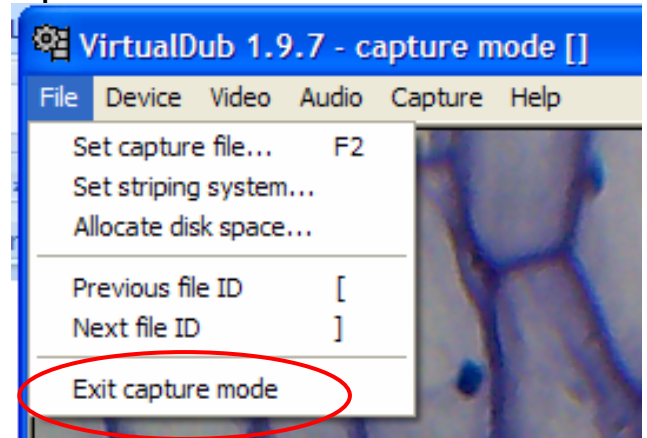 VirtualDub 1.9.7 - capture mode []
File Device Video Audio Capture Help
Set capture file... F2
Set striping system...
Allocate disk space...
Previous file ID [
Next file ID ]
Exit capture mode